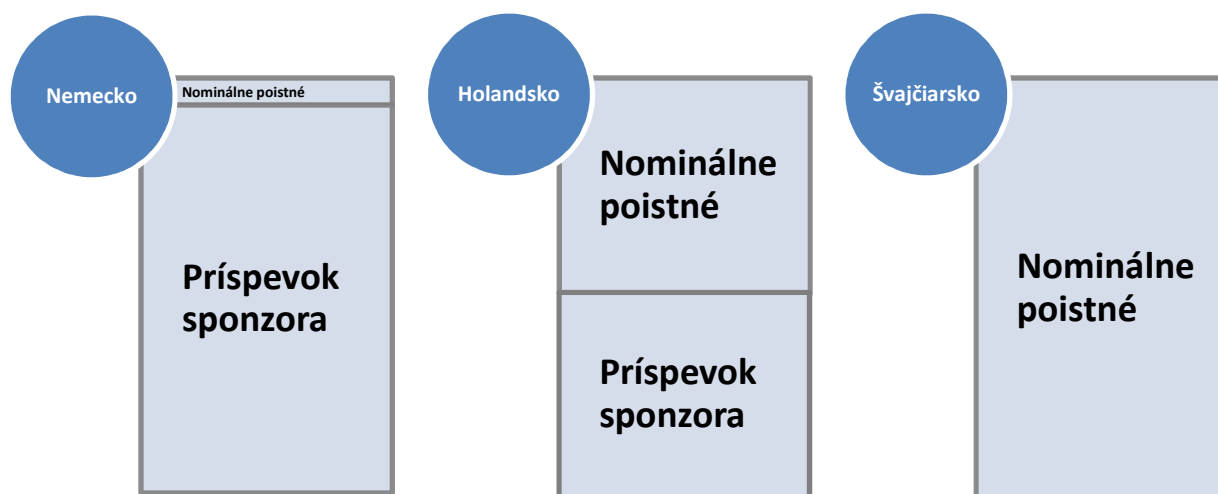 Nemecko
Nominálne poistné
Príspevok
sponzora
Holandsko
Nominálne
poistné
Príspevok
sponzora
Švajčiarsko
Nominálne
poistné